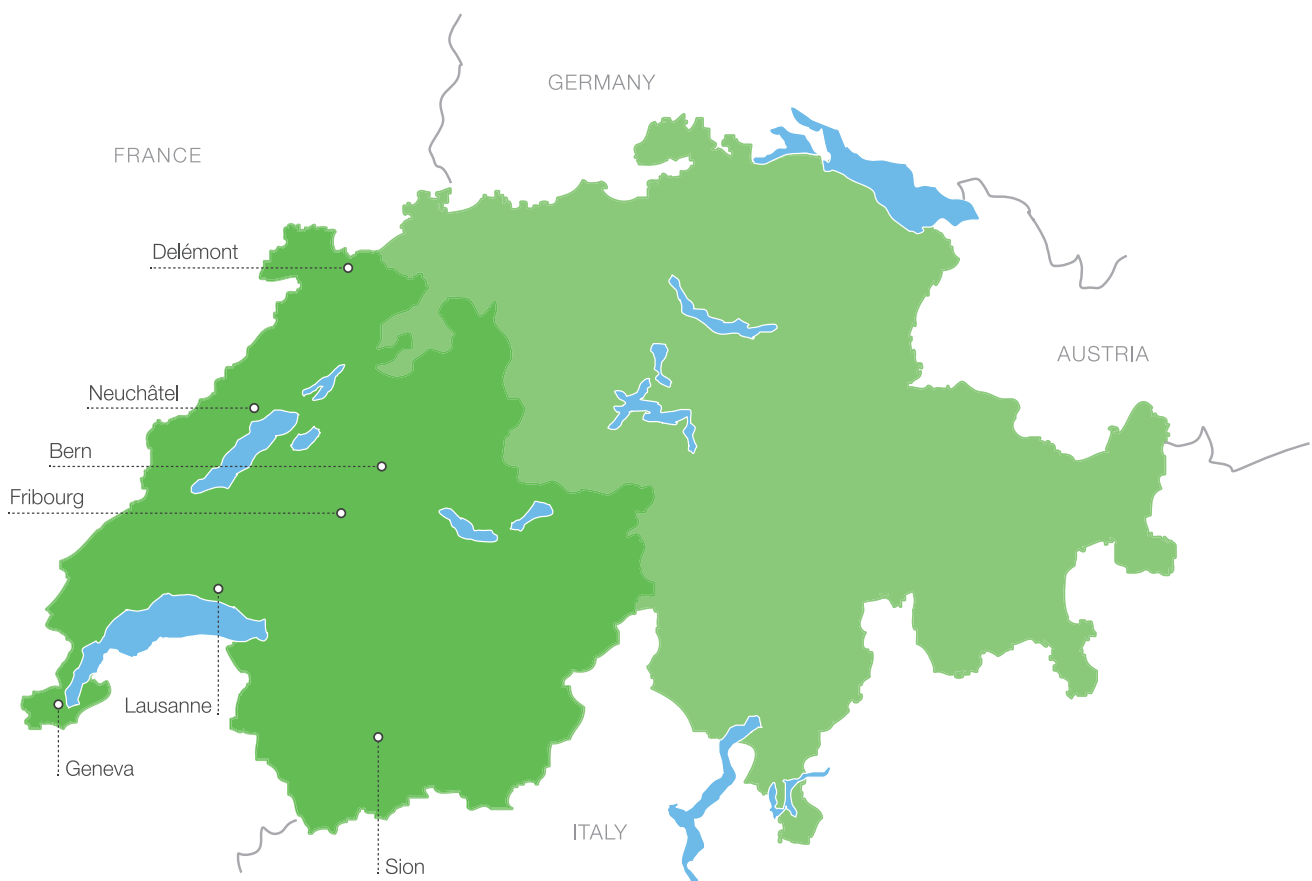 GERMANY
FRANCE
Delémont
AUSTRIA
Neuchâtel
Bern
Fribourg
Lausanne
Geneva
ITALY
Sion